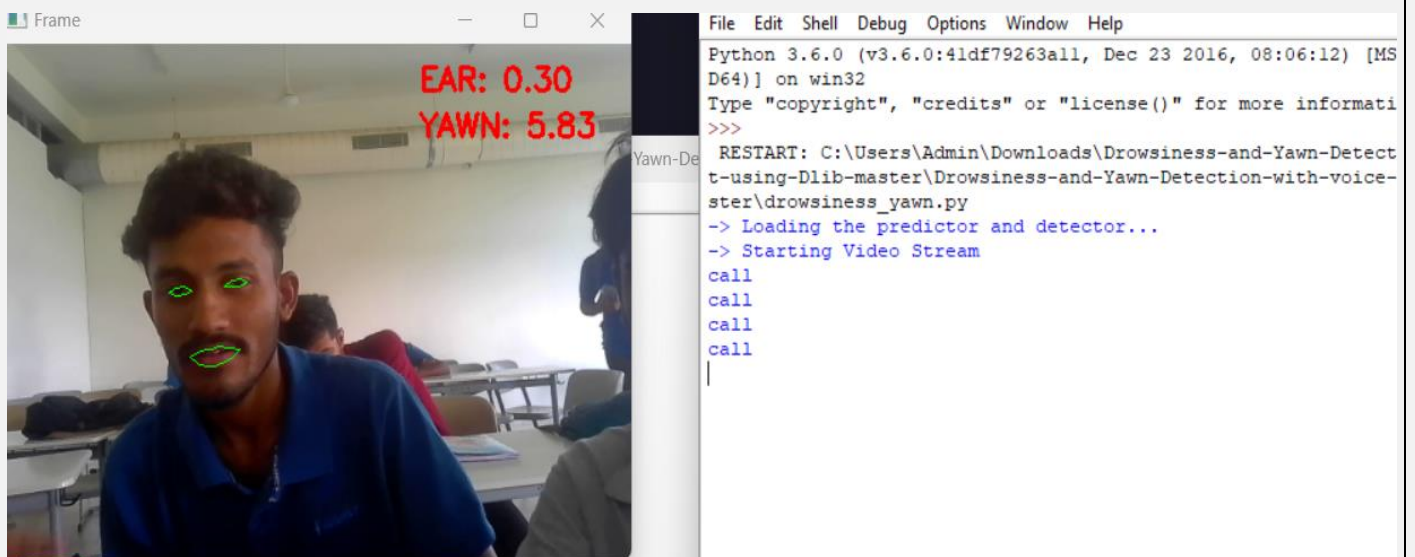 Frame
EAR: 0.30
YAWN: 5.83
Yawn-De
File Edit Shell Debug Options Window Help
Python 3.6.0 (v3.6.0:41df79263a11, Dec 23 2016, 08:06:12) [MS
D64)] on win32
Type "copyright", "credits" or "license()" for more informati
>>>
RESTART: C:\Users\Admin\Downloads\Drowsiness-and-Yawn-Detect
t-using-Dlib-master\Drowsiness-and-Yawn-Detection-with-voice-
ster\drowsiness_yawn.py
-> Loading the predictor and detector...
-> Starting Video Stream
call
call
call
call